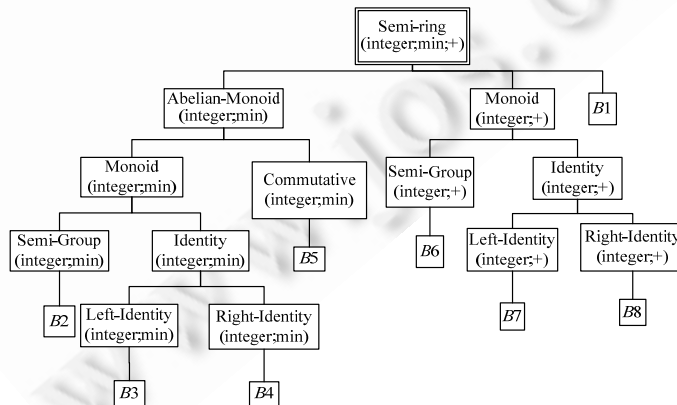 Semi-ring
(integer;min;+)
Abelian-Monoid
(integer;min)
Monoid
(integer;+)
B1
Monoid
(integer;min)
Commutative
(integer;min)
Semi-Group
(integer;+)
Identity
(integer;+)
Semi-Group
(integer;min)
Identity
(integer;min)
B5
B6
Left-Identity
(integer;+)
Right-Identity
(integer;+)
B2
Left-Identity
(integer;min)
Right-Identity
(integer;min)
B7
B8
B3
B4